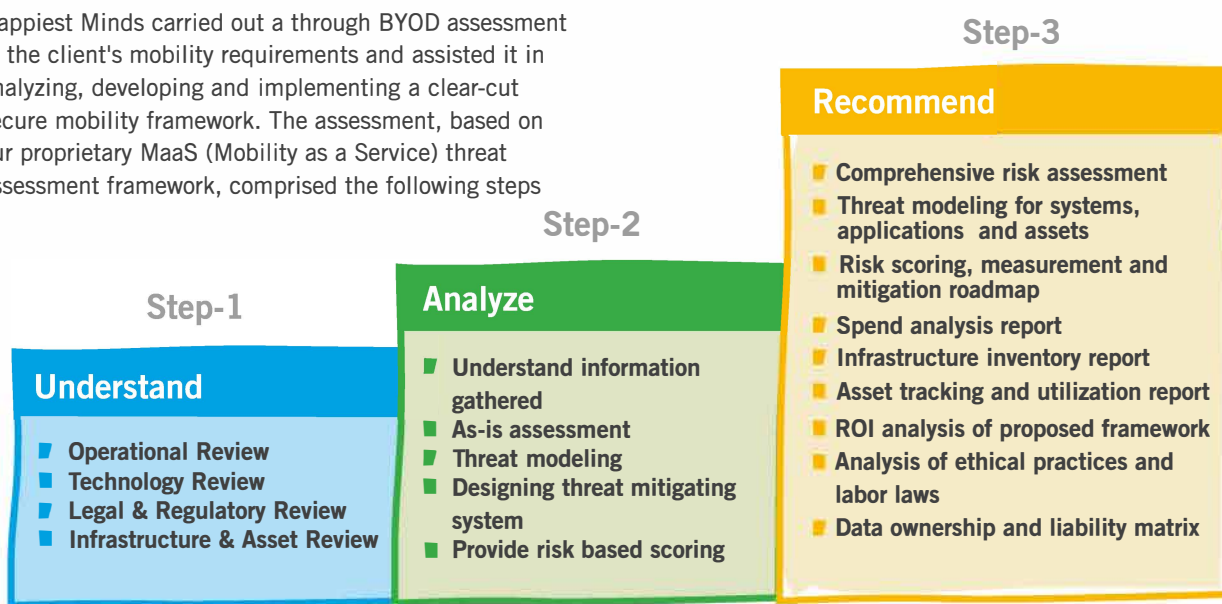 appiest Minds carried out a through BYOD assessment
the client's mobility requirements and assisted it in
nalyzing, developing and implementing a clear-cut
ecure mobility framework. The assessment, based on
ur proprietary MaaS (Mobility as a Service) threat
ssessment framework, comprised the following steps
Step-1
Understand
Operational Review
Technology Review
Legal & Regulatory Review
Infrastructure & Asset Review
Step-2
Analyze
Understand information
gathered
As-is assessment
Threat modeling
Designing threat mitigating
system
Provide risk based scoring
Step-3
Recommend
Comprehensive risk assessment
Threat modeling for systems,
applications and assets
Risk scoring, measurement and
mitigation roadmap
Spend analysis report
Infrastructure inventory report
Asset tracking and utilization report
ROI analysis of proposed framework
Analysis of ethical practices and
labor laws
Data ownership and liability matrix